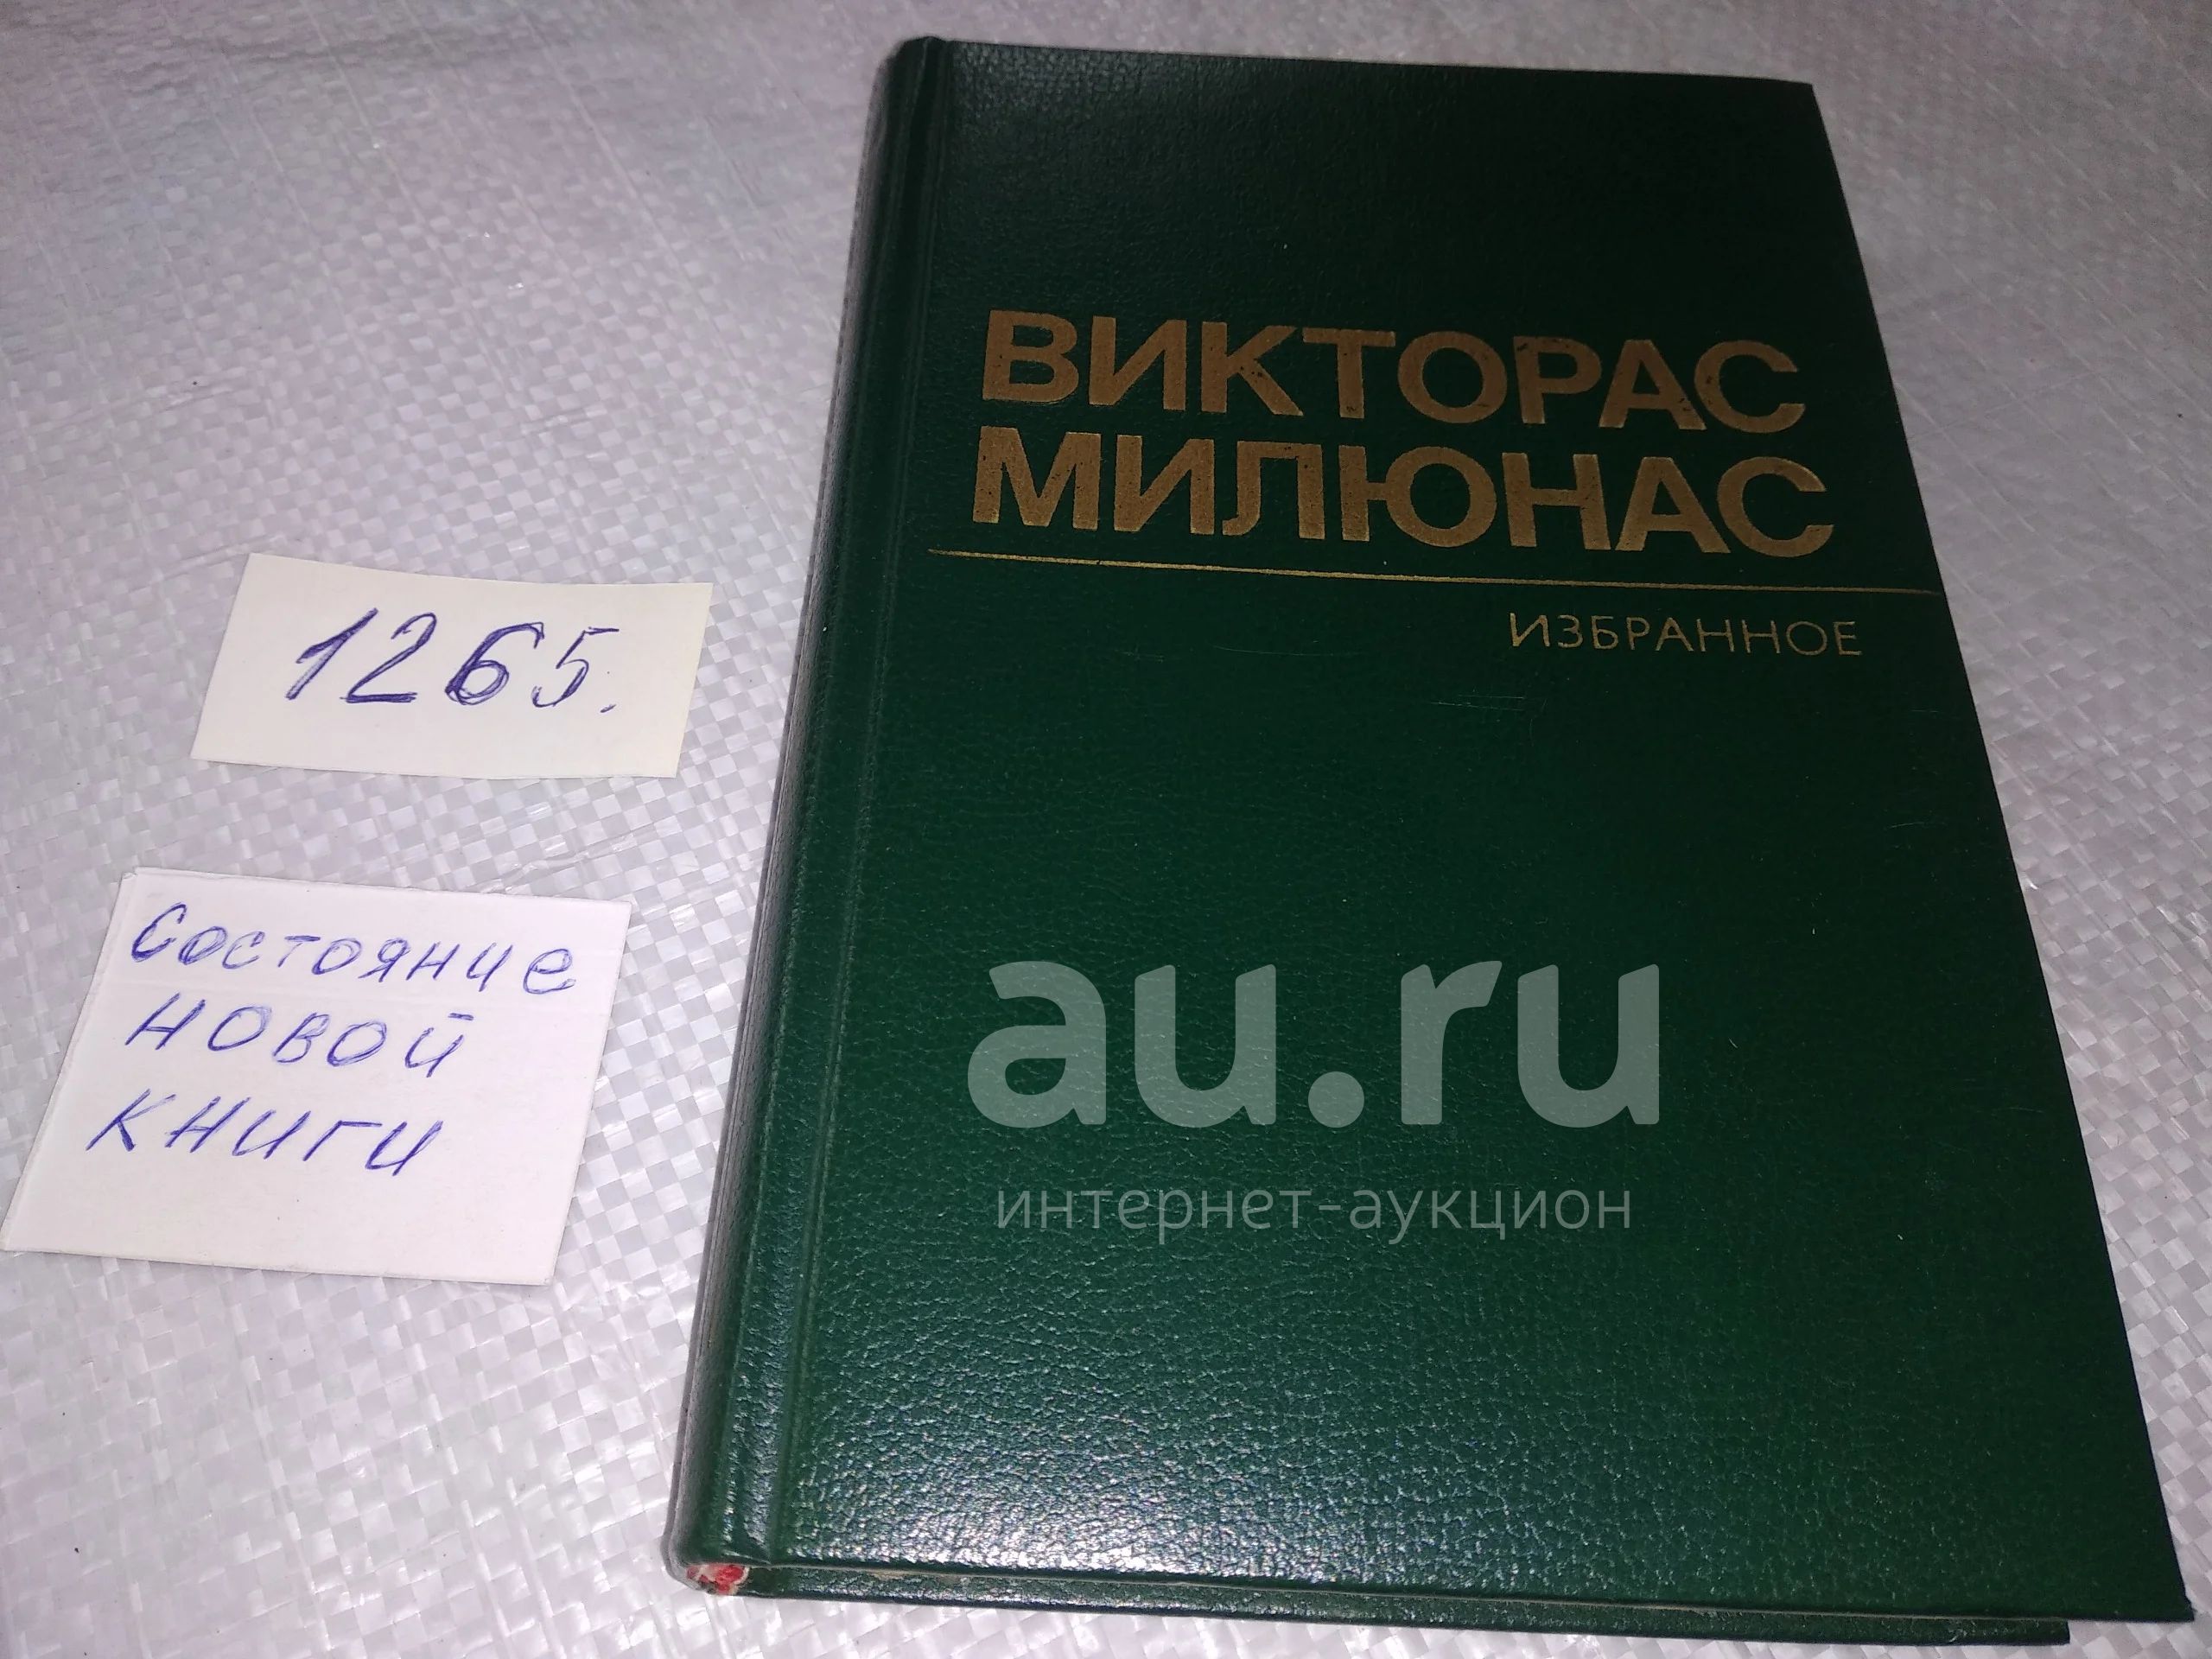 ВИКТОРАС
МИЛЮНАС
ИЗБРАННОЕ
1265.
Состояние
новой
книги
au.ru
интернет-аукцион